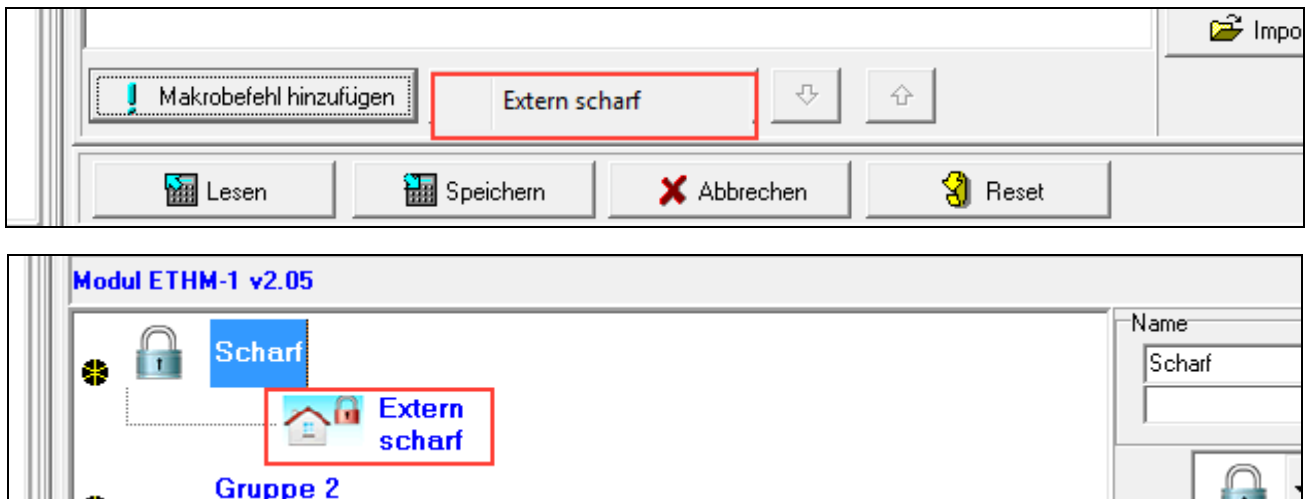 Impo
Makrobefehl hinzufügen
Extern scharf
Lesen
Speichern
Abbrechen
Reset
Modul ETHM-1 v2.05
Scharf
Name
Scharf
Extern
scharf
Gruppe 2